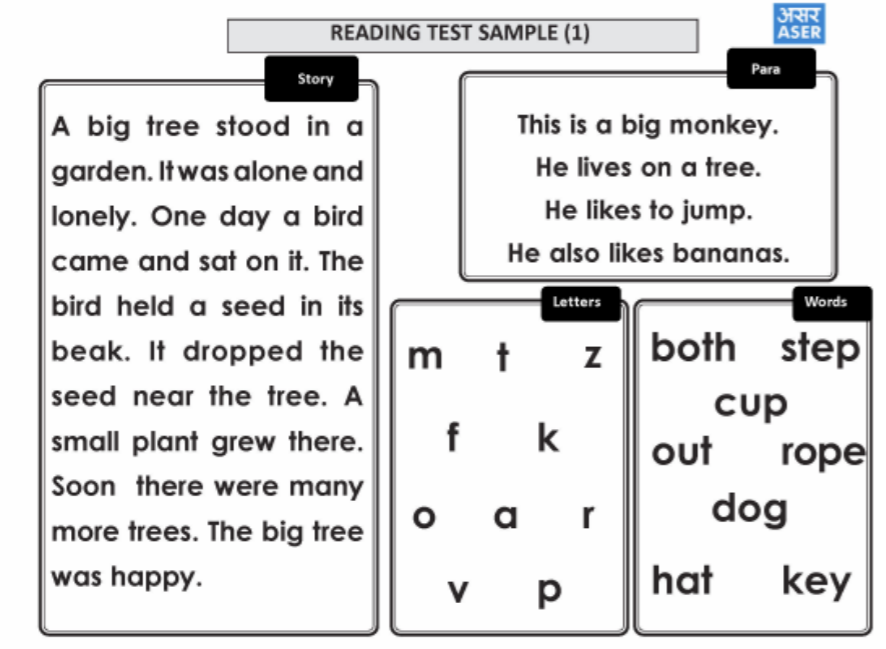 READING TEST SAMPLE (1)
असर
ASER
Story
A big tree stood in a
garden. It was alone and
lonely. One day a bird
came and sat on it. The
bird held a seed in its
beak. It dropped the
seed near the tree. A
small plant grew there.
Soon there were many
more trees. The big tree
was happy.
Para
This is a big monkey.
He lives on a tree.
He likes to jump.
He also likes bananas.
Letters
m t z
f k
o a r
v p
Words
both step
cup
out rope
dog
hat key